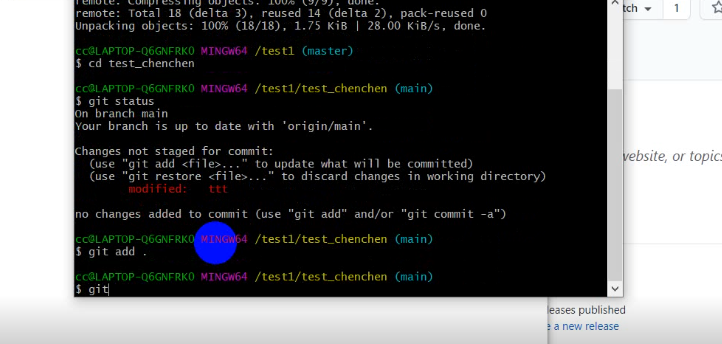 remote: Compressing objects: 100% (9/9), done.
remote: Total 18 (delta 3), reused 14 (delta 2), pack-reused 0
Unpacking objects: 100% (18/18), 1.75 KiB | 28.00 KiB/s, done.
cc@LAPTOP-Q6GNFRKO MINGW64 /test1 (master)
$ cd test_chenchen
cc@LAPTOP-Q6GNFRKO MINGW64 /test1/test_chenchen (main)
$ git status
On branch main
Your branch is up to date with 'origin/main'.
Changes not staged for commit:
(use "git add <file>..." to update what will be committed)
(use "git restore <file>..." to discard changes in working directory)
modified: ttt
no changes added to commit (use "git add" and/or "git commit -a")
cc@LAPTOP-Q6GNFRKO MINGW64 /test1/test_chenchen (main)
$ git add .
cc@LAPTOP-Q6GNFRKO MINGW64 /test1/test_chenchen (main)
$ git
tch 1
website, or topics
leases published
e a new release